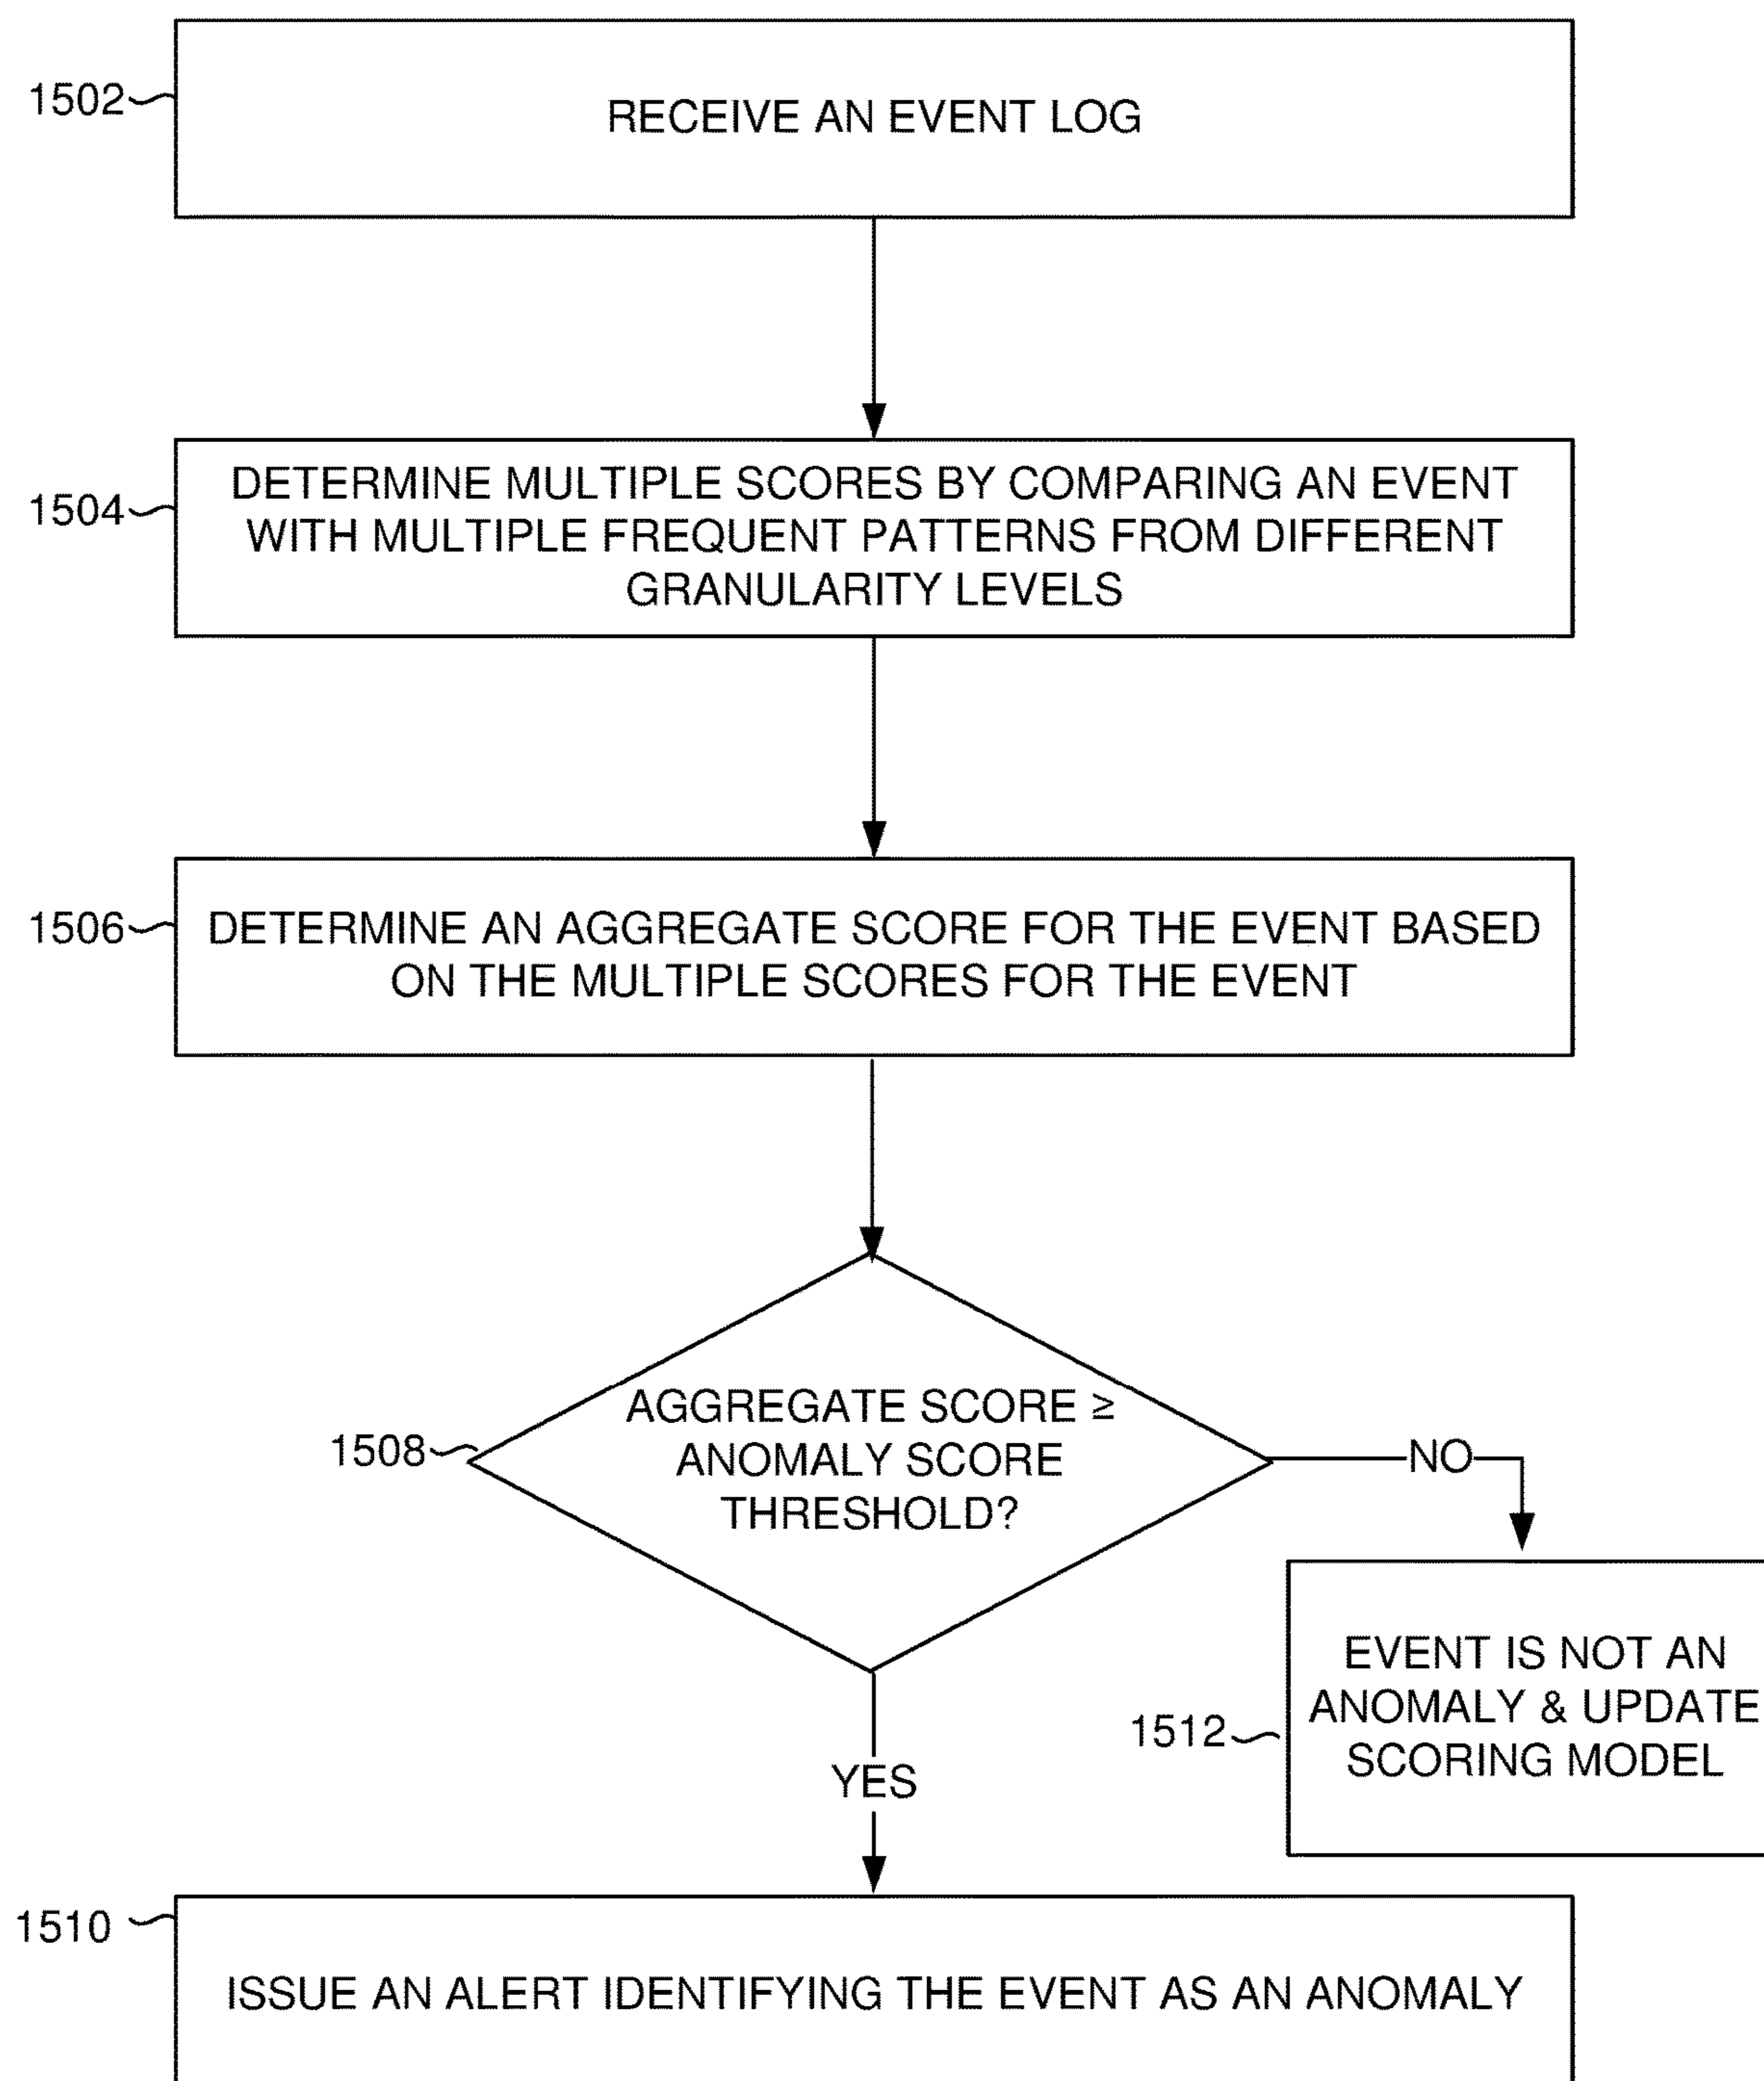 1502
RECEIVE AN EVENT LOG
1504
DETERMINE MULTIPLE SCORES BY COMPARING AN EVENT
WITH MULTIPLE FREQUENT PATTERNS FROM DIFFERENT
GRANULARITY LEVELS
1506
DETERMINE AN AGGREGATE SCORE FOR THE EVENT BASED
ON THE MULTIPLE SCORES FOR THE EVENT
1508
AGGREGATE SCORE ≥
ANOMALY SCORE
THRESHOLD?
NO
1512
EVENT IS NOT AN
ANOMALY & UPDATE
SCORING MODEL
YES
1510
ISSUE AN ALERT IDENTIFYING THE EVENT AS AN ANOMALY